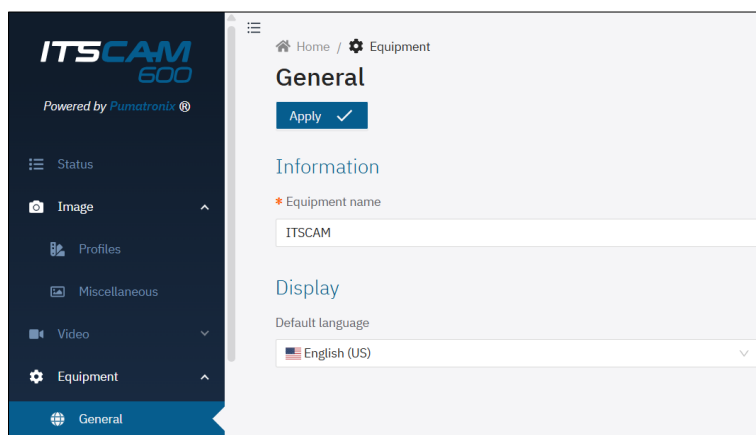 ITSCAM
600
Powered by Pumatronix ®
Status
Image
Profiles
Miscellaneous
Video
Equipment
General
Home / Equipment
General
Apply
Information
* Equipment name
ITSCAM
Display
Default language
English (US)